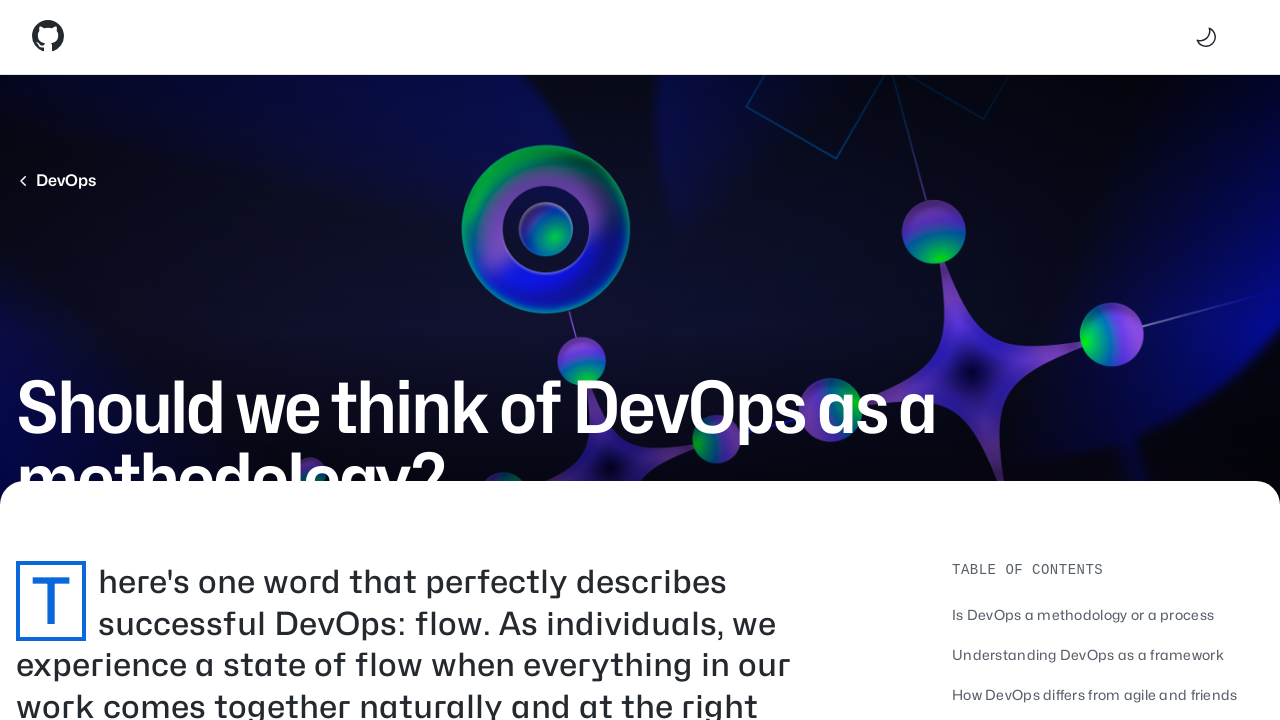 DevOps
Should we think of DevOps as a
methodology?
There's one word that perfectly describes
successful DevOps: flow. As individuals, we
experience a state of flow when everything in our
work comes together naturally and at the right
TABLE OF CONTENTS
Is DevOps a methodology or a process
Understanding DevOps as a framework
How DevOps differs from agile and friends